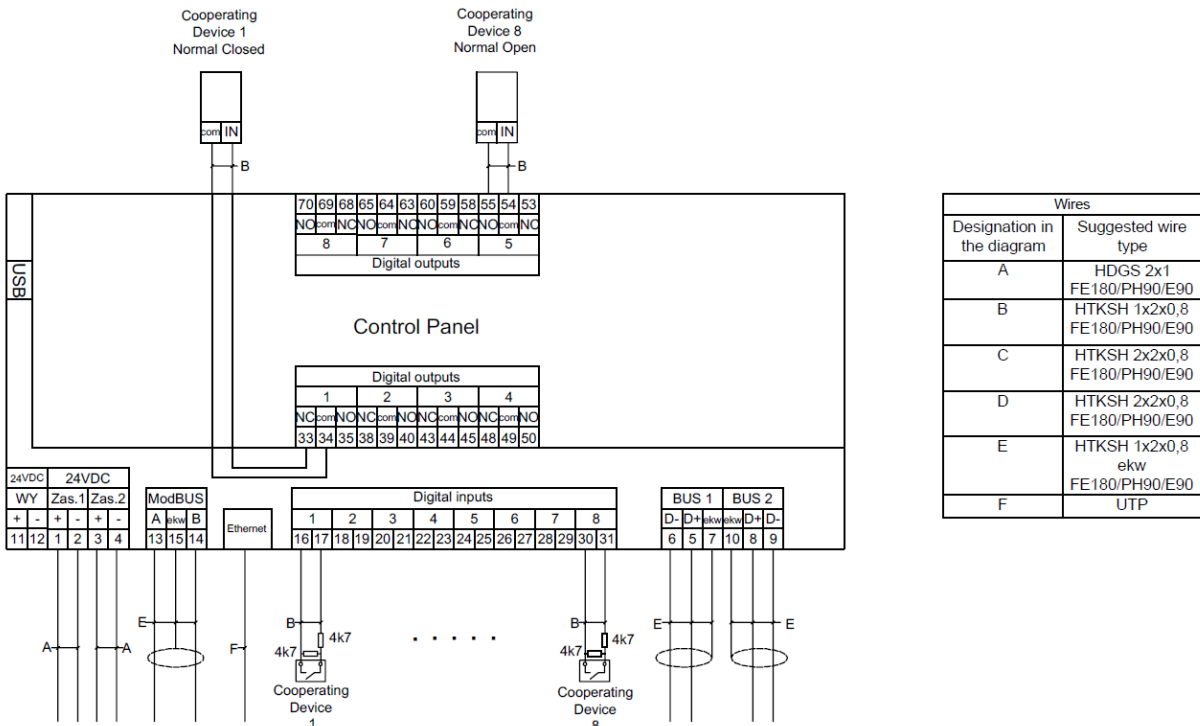 Cooperating
Device 1
Normal Closed
Cooperating
Device 8
Normal Open
com IN
com IN
B
B
70 69 68 65 64 63 60 59 58 55 54 53
NO com NC NO com NC NO com NC NO com NC
8 7 6 5
Digital outputs
USB
Control Panel
Digital outputs
1 2 3 4
NC com NO NC com NO NC com NO NC com NO
33 34 35 38 39 40 43 44 45 48 49 50
24VDC 24VDC
WY Zas.1 Zas.2
+ - + - + -
11 12 1 2 3 4
ModBUS
A ekw B
13 15 14
Ethernet
Digital inputs
1 2 3 4 5 6 7 8
16 17 18 19 20 21 22 23 24 25 26 27 28 29 30 31
BUS 1 BUS 2
D- D+ ekw ekw D+ D-
6 5 7 10 8 9
A A
E
F
B
4k7
4k7
Cooperating
Device
1
. . . . .
B
4k7
4k7
Cooperating
Device
8
E E
Wires
Designation in
the diagram
Suggested wire
type
A
HDGS 2x1
FE180/PH90/E90
B
HTKSH 1x2x0,8
FE180/PH90/E90
C
HTKSH 2x2x0,8
FE180/PH90/E90
D
HTKSH 2x2x0,8
FE180/PH90/E90
E
HTKSH 1x2x0,8
ekw
FE180/PH90/E90
F
UTP